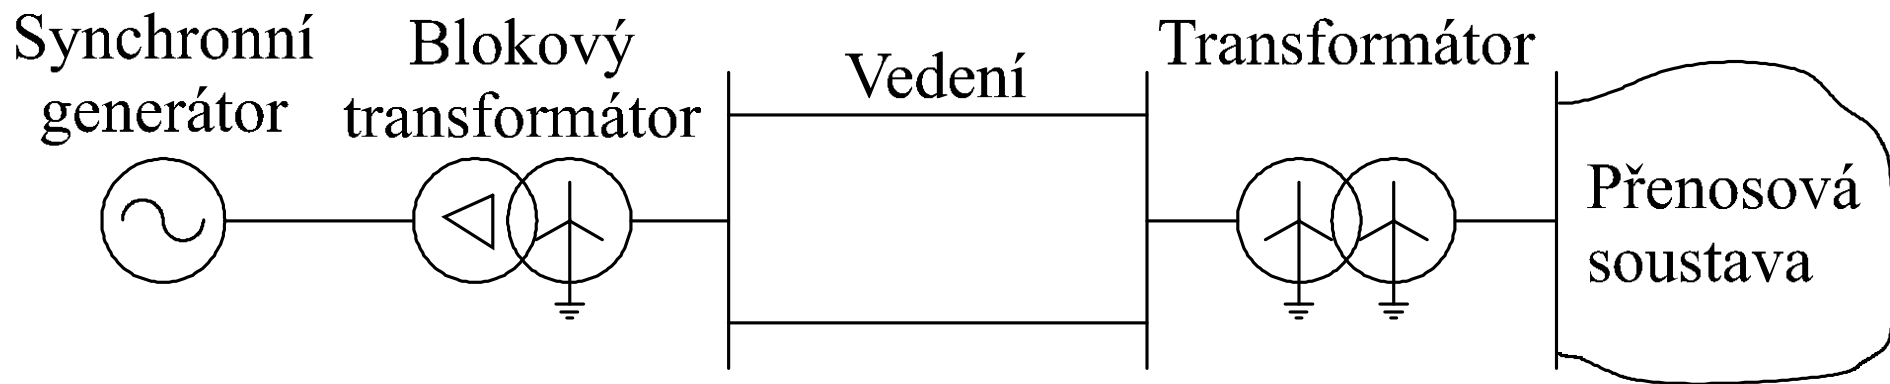 Synchronní
generátor
Blokový
transformátor
Vedení
Transformátor
Přenosová
soustava